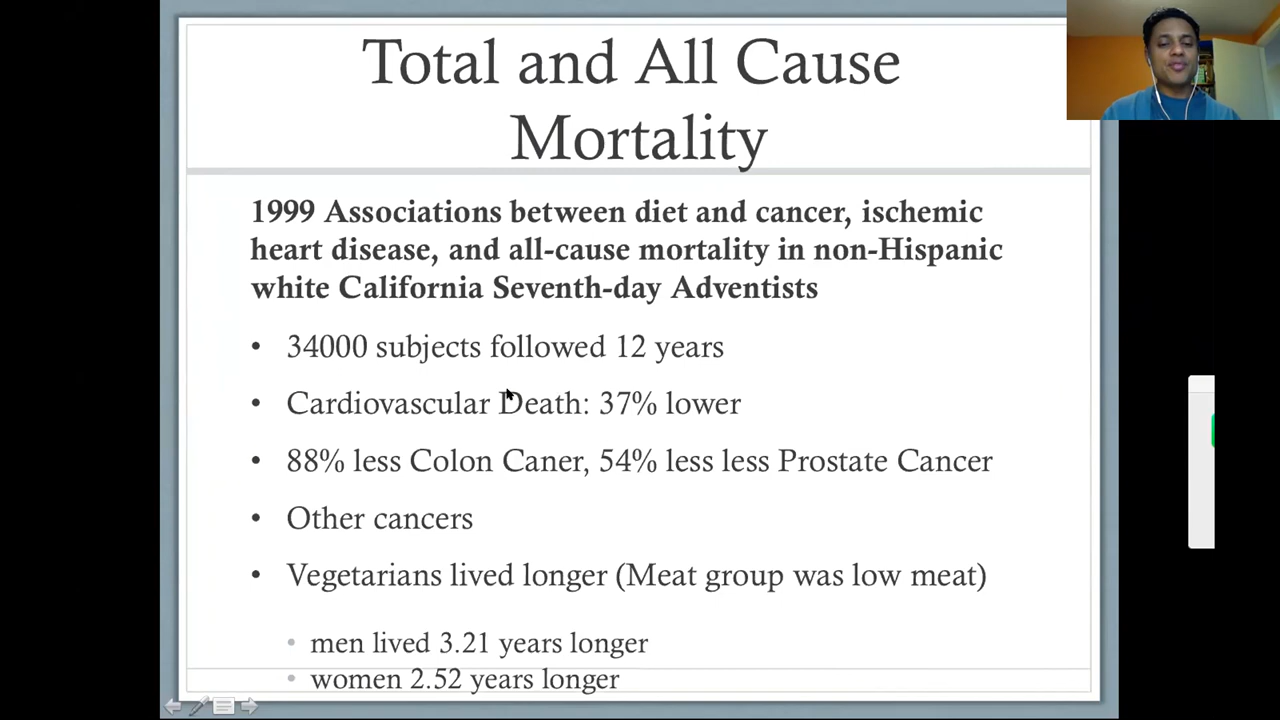 Total and All Cause
Mortality
1999 Associations between diet and cancer, ischemic
heart disease, and all-cause mortality in non-Hispanic
white California Seventh-day Adventists
• 34000 subjects followed 12 years
• Cardiovascular Death: 37% lower
• 88% less Colon Caner, 54% less less Prostate Cancer
• Other cancers
• Vegetarians lived longer (Meat group was low meat)
• men lived 3.21 years longer
• women 2.52 years longer